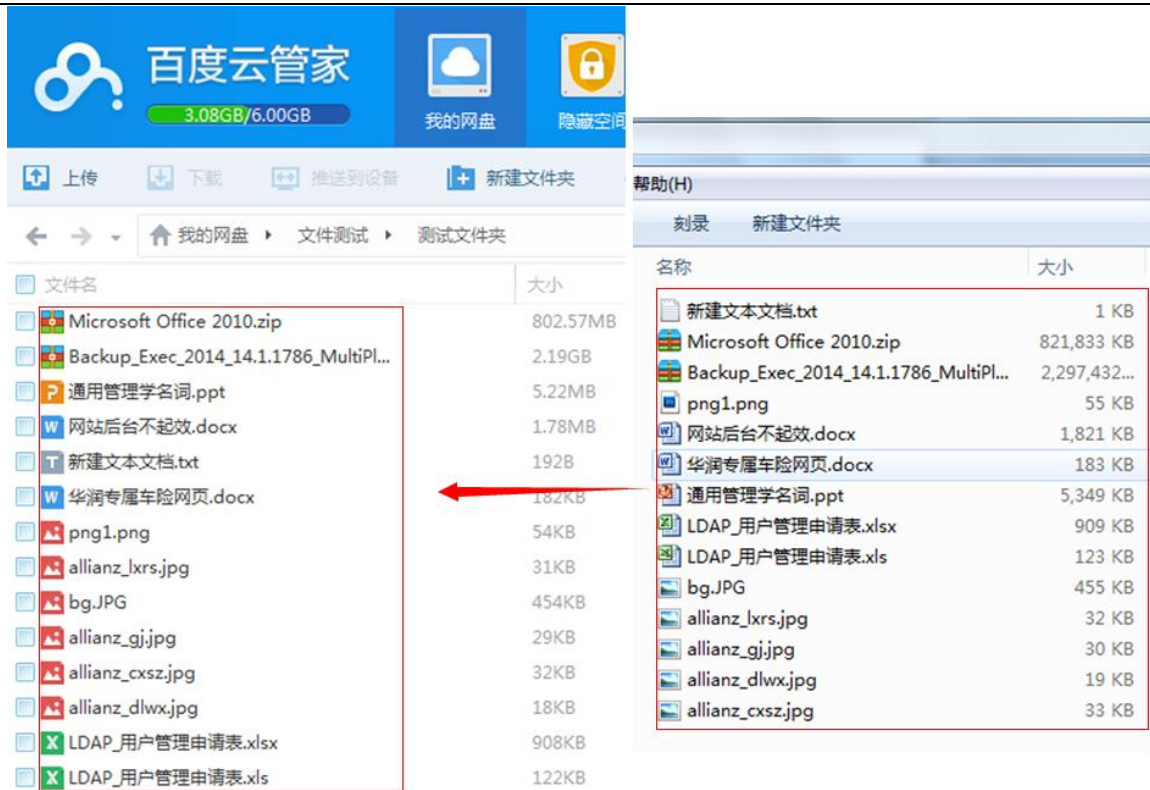 百度云管家
3.08GB/6.00GB
我的网盘
隐藏空间
上传 下载 推送到设备 新建文件夹
我的网盘 文件测试 测试文件夹
文件名 大小
Microsoft Office 2010.zip 802.57MB
Backup_Exec_2014_14.1.1786_MultiPl... 2.19GB
通用管理学名词.ppt 5.22MB
网站后台不起效.docx 1.78MB
新建文本文档.txt 192B
华润专属车险网页.docx 182KB
png1.png 54KB
allianz_lxrs.jpg 31KB
bg.JPG 454KB
allianz_gj.jpg 29KB
allianz_cxsz.jpg 32KB
allianz_dlwx.jpg 18KB
LDAP_用户管理申请表.xlsx 908KB
LDAP_用户管理申请表.xls 122KB
帮助(H)
刻录 新建文件夹
名称 大小
新建文本文档.txt 1 KB
Microsoft Office 2010.zip 821,833 KB
Backup_Exec_2014_14.1.1786_MultiPl... 2,297,432...
png1.png 55 KB
网站后台不起效.docx 1,821 KB
华润专属车险网页.docx 183 KB
通用管理学名词.ppt 5,349 KB
LDAP_用户管理申请表.xlsx 909 KB
LDAP_用户管理申请表.xls 123 KB
bg.JPG 455 KB
allianz_lxrs.jpg 32 KB
allianz_gj.jpg 30 KB
allianz_dlwx.jpg 19 KB
allianz_cxsz.jpg 33 KB